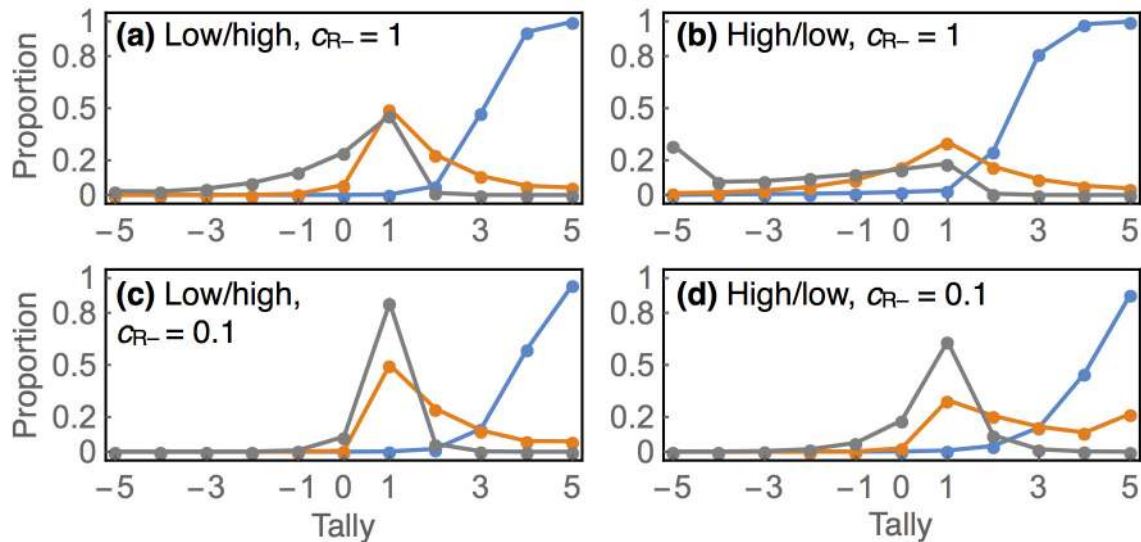 (a) Low/high, cR− = 1
(b) High/low, cR− = 1
Proportion
1
0.8
0.5
0.2
0
1
0.8
0.5
0.2
0
−5 −3 −1 0 1 3 5
−5 −3 −1 0 1 3 5
(c) Low/high,
cR− = 0.1
(d) High/low, cR− = 0.1
Proportion
1
0.8
0.5
0.2
0
1
0.8
0.5
0.2
0
−5 −3 −1 0 1 3 5
−5 −3 −1 0 1 3 5
Tally
Tally